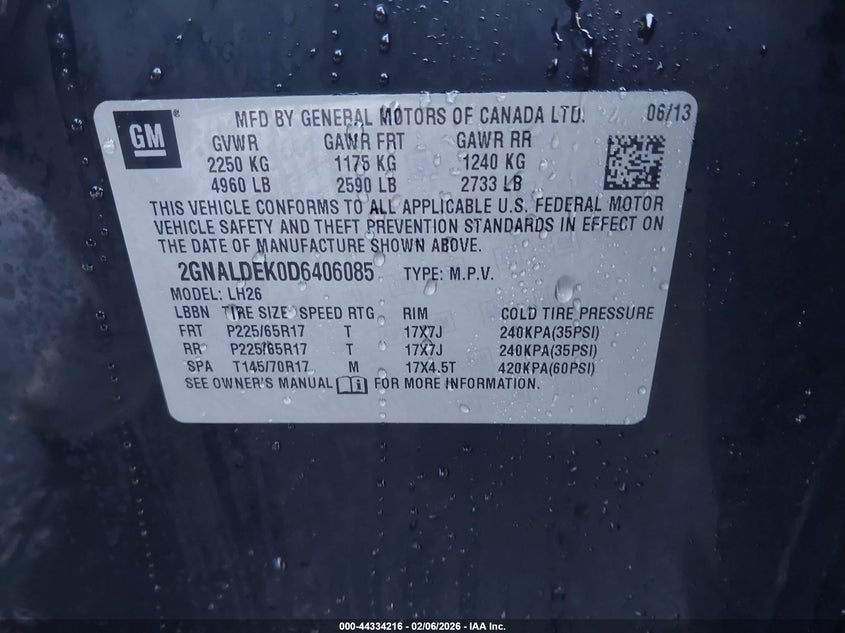 GM ® MFD BY GENERAL MOTORS OF CANADA LTD. 06/13
GVWR GAWR FRT GAWR RR
2250 KG 1175 KG 1240 KG
4960 LB 2590 LB 2733 LB
THIS VEHICLE CONFORMS TO ALL APPLICABLE U.S. FEDERAL MOTOR
VEHICLE SAFETY AND THEFT PREVENTION STANDARDS IN EFFECT ON
THE DATE OF MANUFACTURE SHOWN ABOVE.
2GNALDEK0D6406085 TYPE: M.P.V.
MODEL: LH26
LBBN TIRE SIZE SPEED RTG RIM COLD TIRE PRESSURE
FRT P225/65R17 T 17X7J 240KPA(35PSI)
RR P225/65R17 T 17X7J 240KPA(35PSI)
SPA T145/70R17 M 17X4.5T 420KPA(60PSI)
SEE OWNER'S MANUAL FOR MORE INFORMATION.
000-44334216 - 02/06/2026 - IAA Inc.